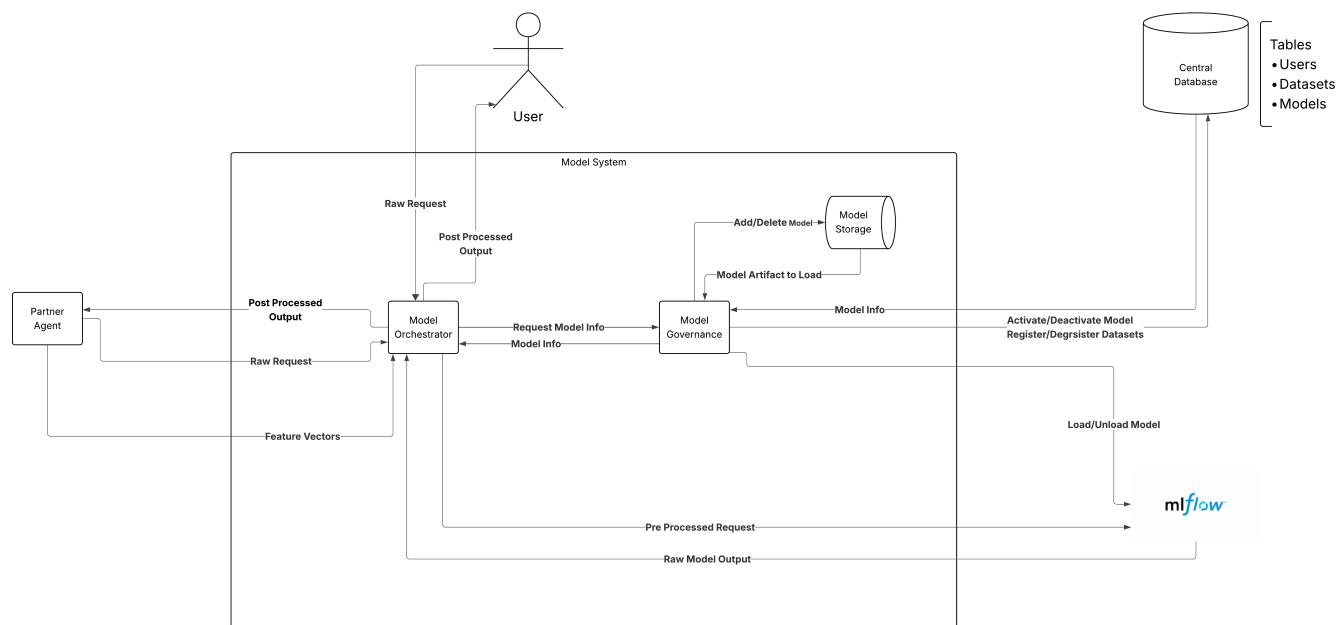 User
Central
Database
Tables
• Users
• Datasets
• Models
Model System
Raw Request
Post Processed
Output
Add/Delete Model
Model
Storage
Model Artifact to Load
Partner
Agent
Post Processed
Output
Raw Request
Feature Vectors
Model
Orchestrator
Request Model Info
Model Info
Model
Governance
Model Info
Activate/Deactivate Model
Register/Degrsister Datasets
Load/Unload Model
mlflow
Pre Processed Request
Raw Model Output